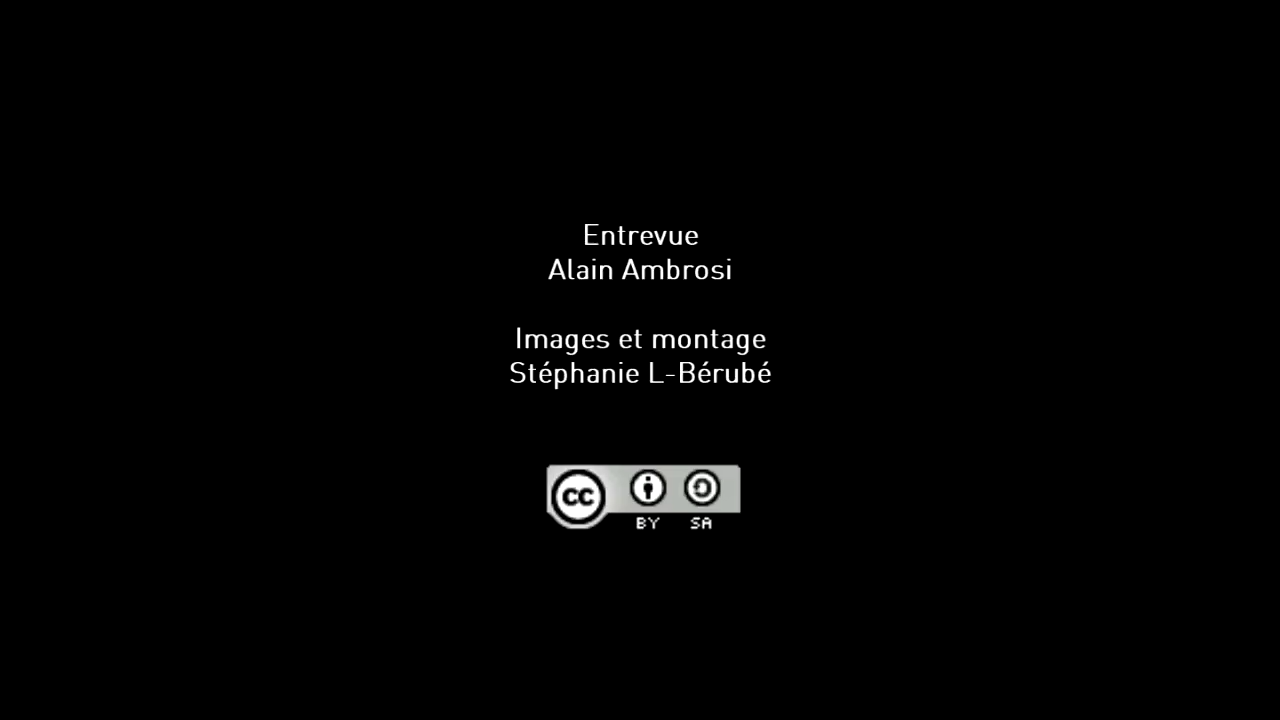 Entrevue
Alain Ambrosi
Images et montage
Stéphanie L-Bérubé
cc
BY SA